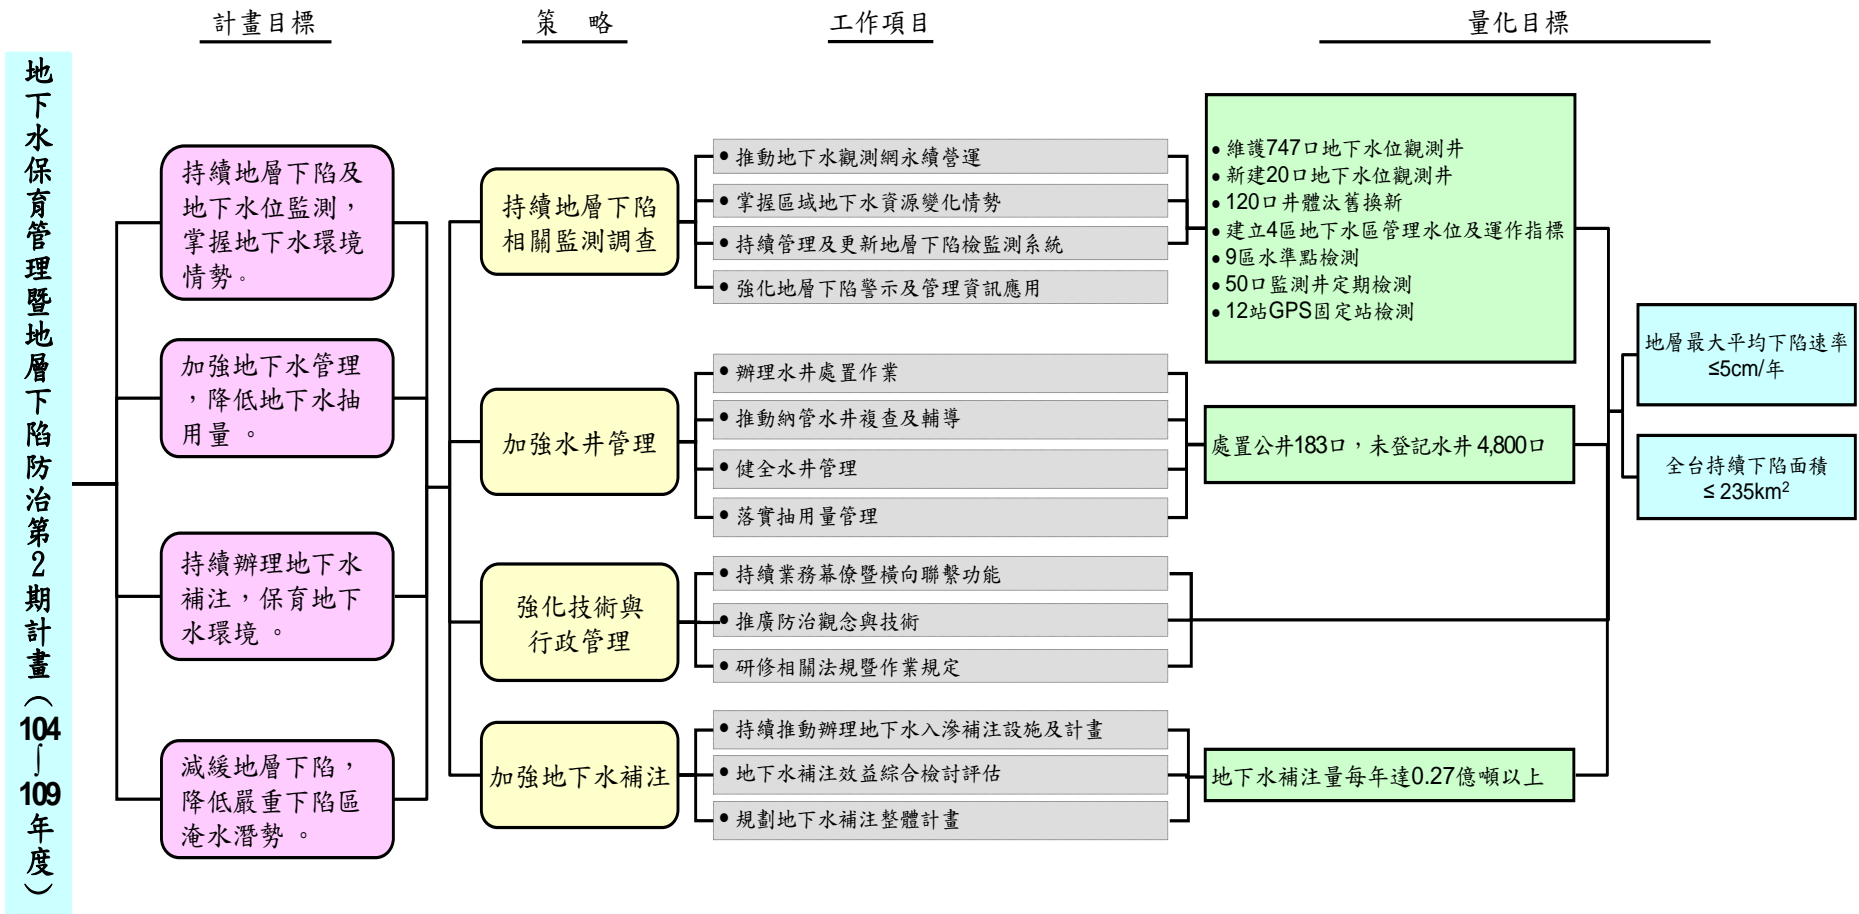 計畫目標
策　略
工作項目
量化目標
地下水保育管理暨地層下陷防治第2期計畫（104∫109年度）
持續地層下陷及
地下水位監測，
掌握地下水環境
情勢。
加強地下水管理
，降低地下水抽
用量 。
持續辦理地下水
補注，保育地下
水環境 。
減緩地層下陷，
降低嚴重下陷區
淹水潛勢 。
持續地層下陷
相關監測調查
• 推動地下水觀測網永續營運
• 掌握區域地下水資源變化情勢
• 持續管理及更新地層下陷檢監測系統
• 強化地層下陷警示及管理資訊應用
• 維護747口地下水位觀測井
• 新建20口地下水位觀測井
• 120口井體汰舊換新
• 建立4區地下水區管理水位及運作指標
• 9區水準點檢測
• 50口監測井定期檢測
• 12站GPS固定站檢測
加強水井管理
• 辦理水井處置作業
• 推動納管水井複查及輔導
• 健全水井管理
• 落實抽用量管理
處置公井183口，未登記水井 4,800口
強化技術與
行政管理
• 持續業務幕僚暨橫向聯繫功能
• 推廣防治觀念與技術
• 研修相關法規暨作業規定
加強地下水補注
• 持續推動辦理地下水入滲補注設施及計畫
• 地下水補注效益綜合檢討評估
• 規劃地下水補注整體計畫
地下水補注量每年達0.27億噸以上
地層最大平均下陷速率
≤5cm/年
全台持續下陷面積
≤ 235km²